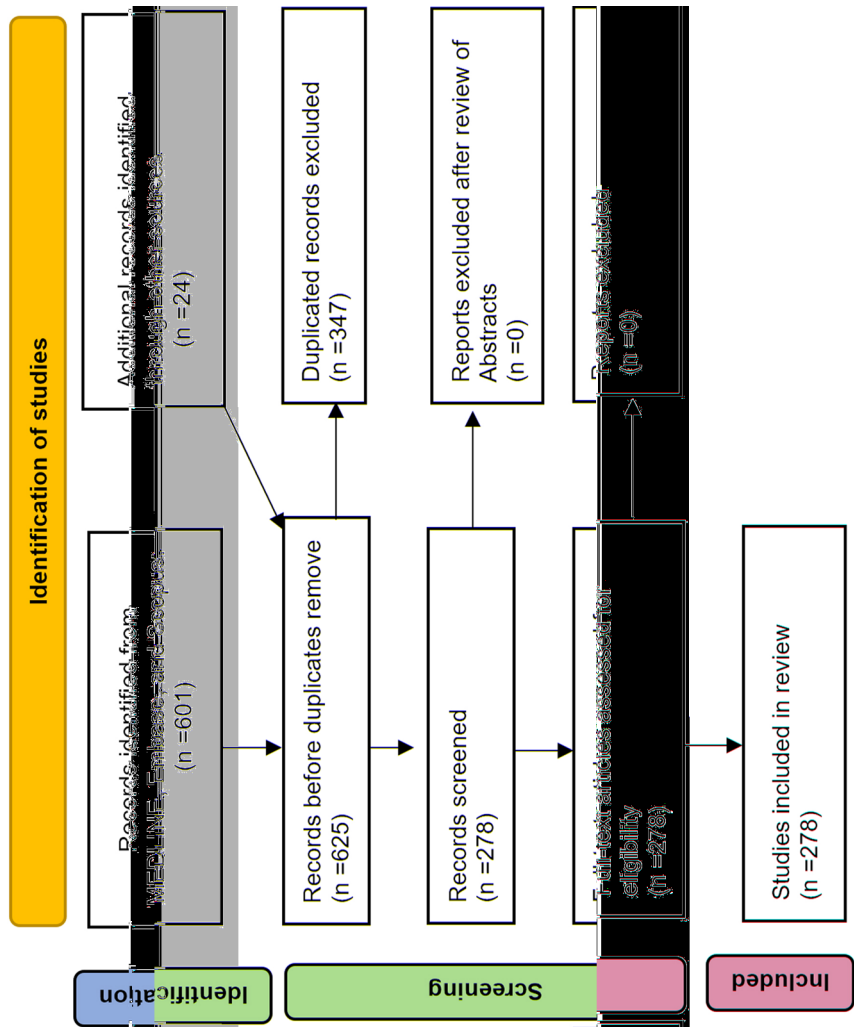 Identification of studies
Records identified from
MEDLINE, Embase, and Scopus
(n =601)
Additional records identified
through other sources
(n =24)
Records before duplicates remove
(n =625)
Duplicated records excluded
(n =347)
Records screened
(n =278)
Reports excluded after review of
Abstracts
(n =0)
Full-text articles assessed for
eligibility
(n =278)
Reports excluded
(n =0)
Studies included in review
(n =278)
Identification
Screening
Included